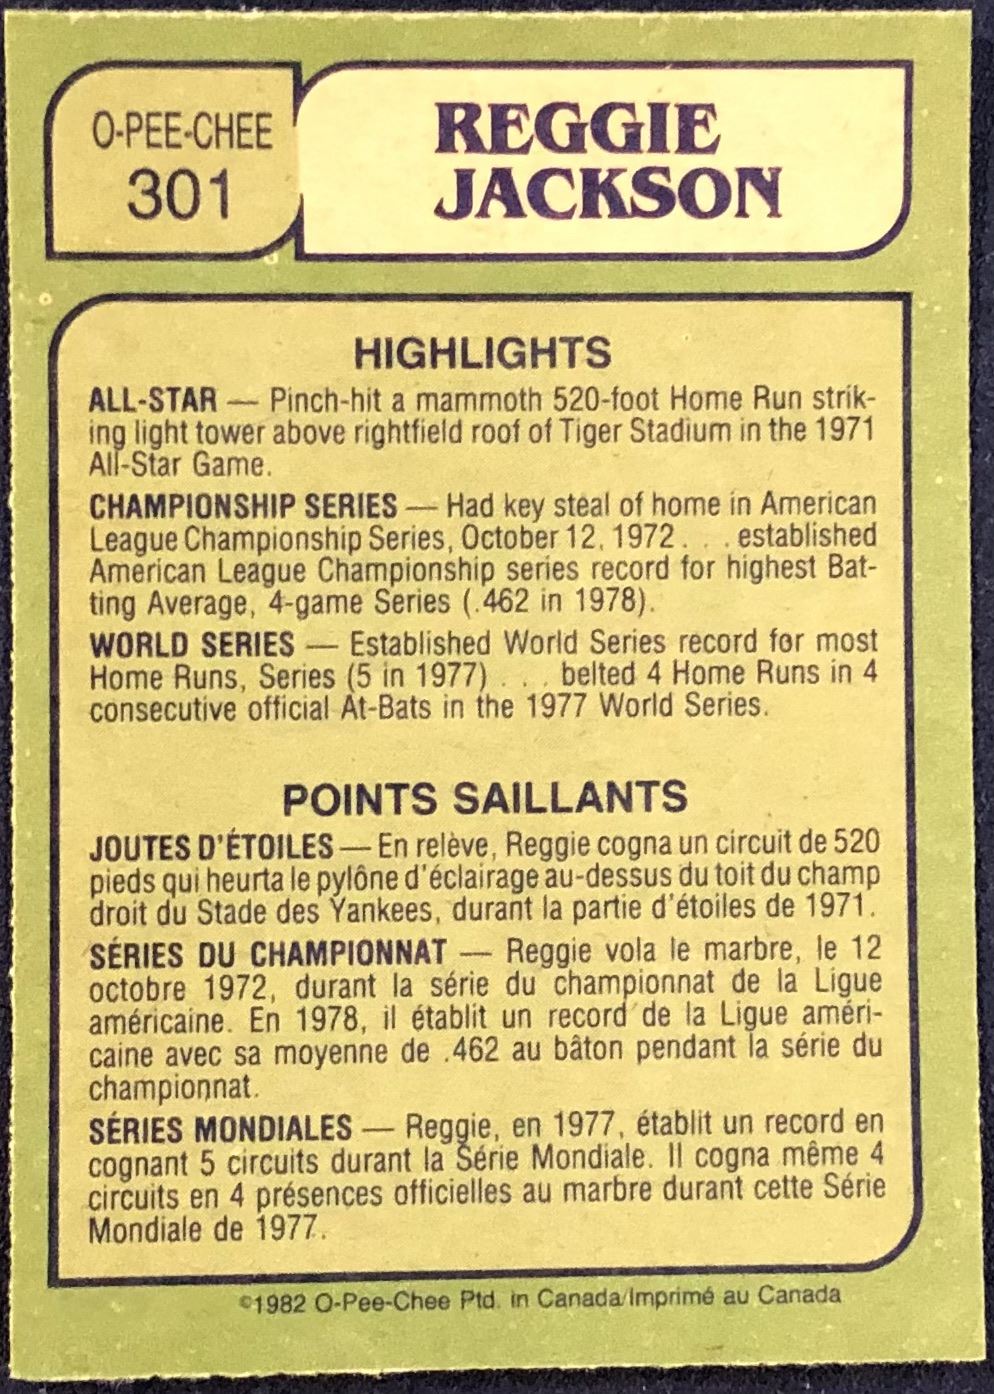 O-PEE-CHEE
301
REGGIE
JACKSON
HIGHLIGHTS
ALL-STAR — Pinch-hit a mammoth 520-foot Home Run strik-
ing light tower above rightfield roof of Tiger Stadium in the 1971
All-Star Game.
CHAMPIONSHIP SERIES — Had key steal of home in American
League Championship Series, October 12, 1972 . . . established
American League Championship series record for highest Bat-
ting Average, 4-game Series (.462 in 1978).
WORLD SERIES — Established World Series record for most
Home Runs, Series (5 in 1977) . . . belted 4 Home Runs in 4
consecutive official At-Bats in the 1977 World Series.
POINTS SAILLANTS
JOUTES D'ÉTOILES — En relève, Reggie cogna un circuit de 520
pieds qui heurta le pylône d'éclairage au-dessus du toit du champ
droit du Stade des Yankees, durant la partie d'étoiles de 1971.
SÉRIES DU CHAMPIONNAT — Reggie vola le marbre, le 12
octobre 1972, durant la série du championnat de la Ligue
américaine. En 1978, il établit un record de la Ligue améri-
caine avec sa moyenne de .462 au bâton pendant la série du
championnat.
SÉRIES MONDIALES — Reggie, en 1977, établit un record en
cognant 5 circuits durant la Série Mondiale. Il cogna même 4
circuits en 4 présences officielles au marbre durant cette Série
Mondiale de 1977.
©1982 O-Pee-Chee Ptd. in Canada/Imprimé au Canada